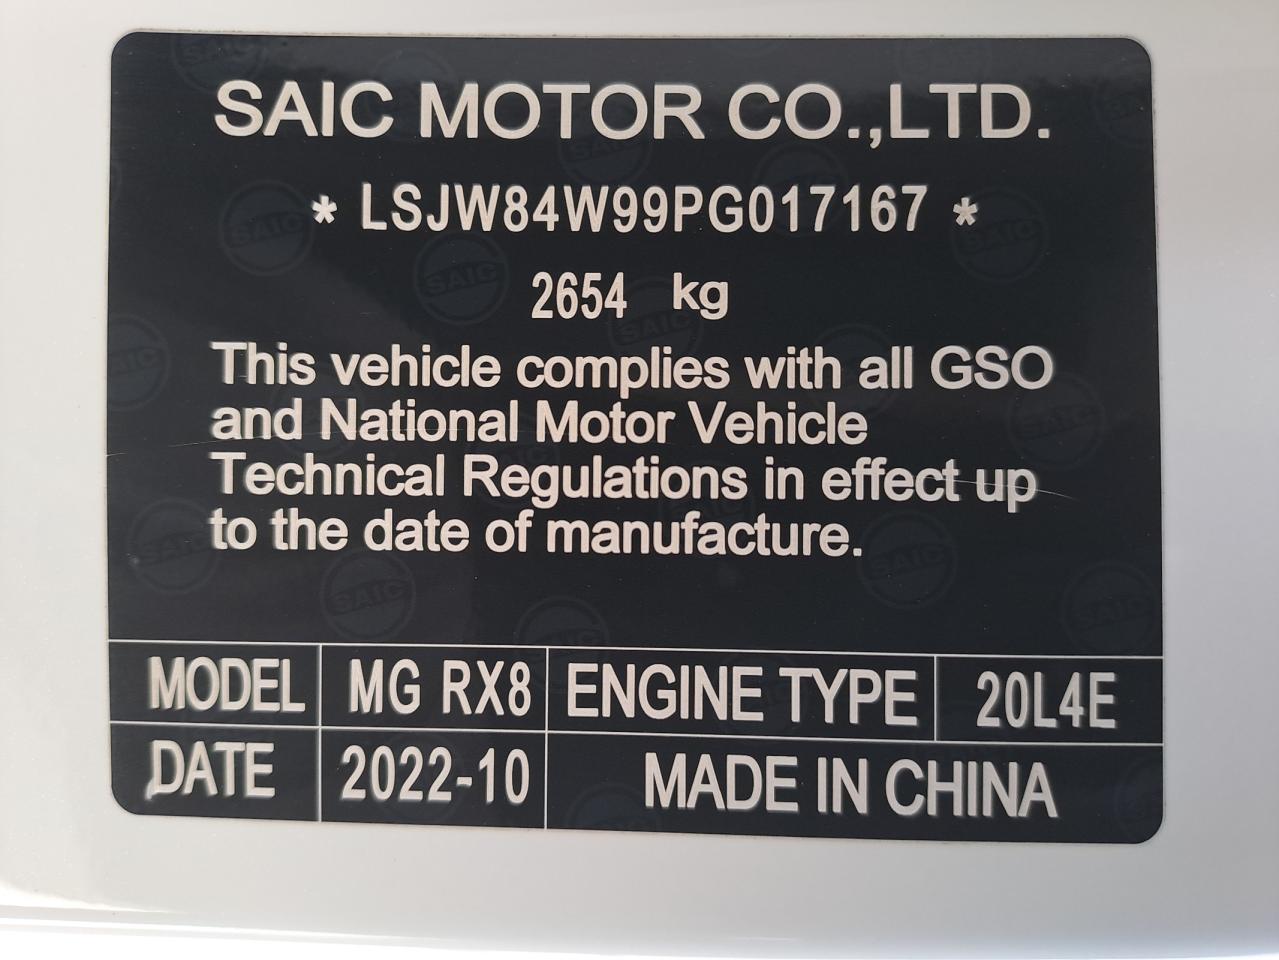 SAIC MOTOR CO.,LTD.
* LSJW84W99PG017167 *
2654 kg
This vehicle complies with all GSO
and National Motor Vehicle
Technical Regulations in effect up
to the date of manufacture.
MODEL MG RX8 ENGINE TYPE 20L4E
DATE 2022-10 MADE IN CHINA